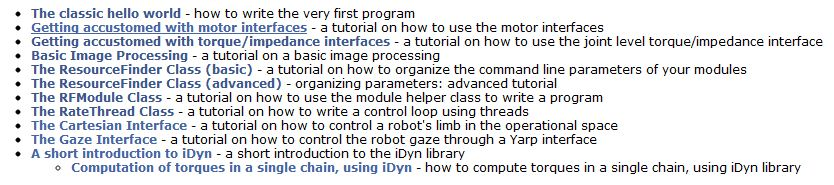 The classic hello world - how to write the very first program
Getting accustomed with motor interfaces - a tutorial on how to use the motor interfaces
Getting accustomed with torque/impedance interfaces - a tutorial on how to use the joint level torque/impedance interface
Basic Image Processing - a tutorial on a basic image processing
The ResourceFinder Class (basic) - a tutorial on how to organize the command line parameters of your modules
The ResourceFinder Class (advanced) - organizing parameters: advanced tutorial
The RFModule Class - a tutorial on how to use the module helper class to write a program
The RateThread Class - a tutorial on how to write a control loop using threads
The Cartesian Interface - a tutorial on how to control a robot's limb in the operational space
The Gaze Interface - a tutorial on how to control the robot gaze through a Yarp interface
A short introduction to iDyn - a short introduction to the iDyn library
Computation of torques in a single chain, using iDyn - how to compute torques in a single chain, using iDyn library